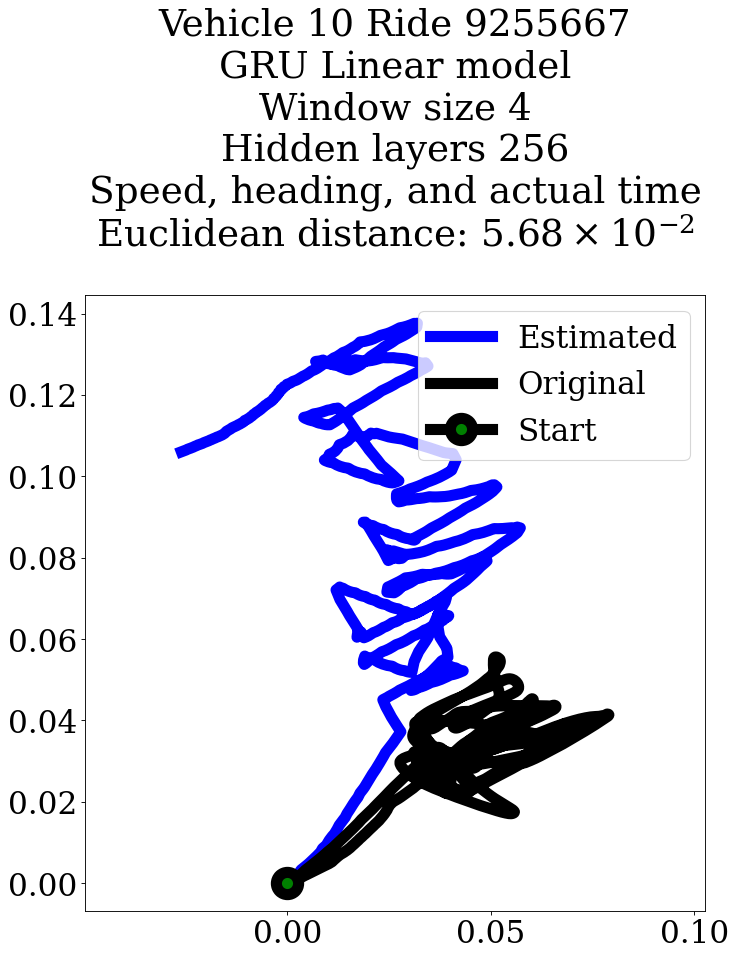 Vehicle 10 Ride 9255667
GRU Linear model
Window size 4
Hidden layers 256
Speed, heading, and actual time
Euclidean distance: 5.68 × 10⁻²
0.14
0.12
0.10
0.08
0.06
0.04
0.02
0.00
Estimated
Original
Start
0.00 0.05 0.10